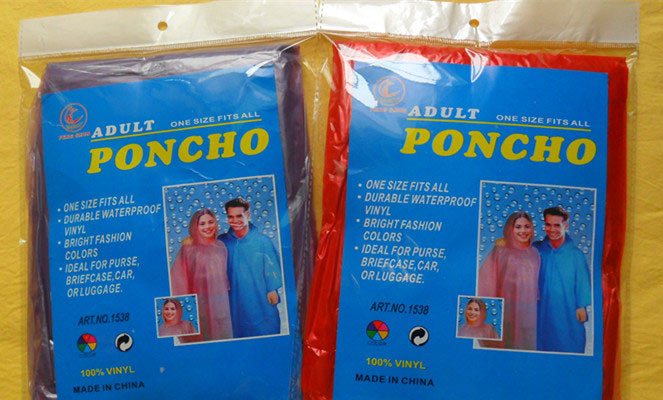 ADULT ONE SIZE FITS ALL
PONCHO
• ONE SIZE FITS ALL
• DURABLE WATERPROOF
VINYL
• BRIGHT FASHION
COLORS
• IDEAL FOR PURSE,
BRIEFCASE,CAR,
OR LUGGAGE.
ART.NO.1538
100% VINYL
MADE IN CHINA
ADULT ONE SIZE FITS ALL
PONCHO
• ONE SIZE FITS ALL
• DURABLE WATERPROOF
VINYL
• BRIGHT FASHION
COLORS
• IDEAL FOR PURSE,
BRIEFCASE,CAR,
OR LUGGAGE.
ART.NO.1538
100% VINYL
MADE IN CHINA